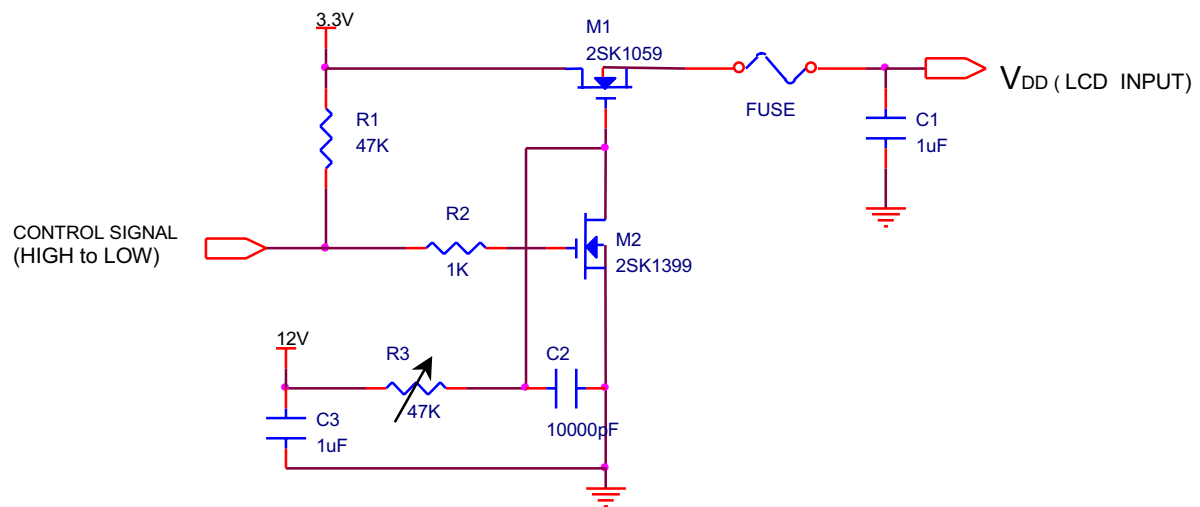 3.3V
M1
2SK1059
FUSE
VDD ( LCD INPUT)
R1
47K
C1
1uF
CONTROL SIGNAL
(HIGH to LOW)
R2
1K
M2
2SK1399
12V
R3
47K
C2
10000pF
C3
1uF